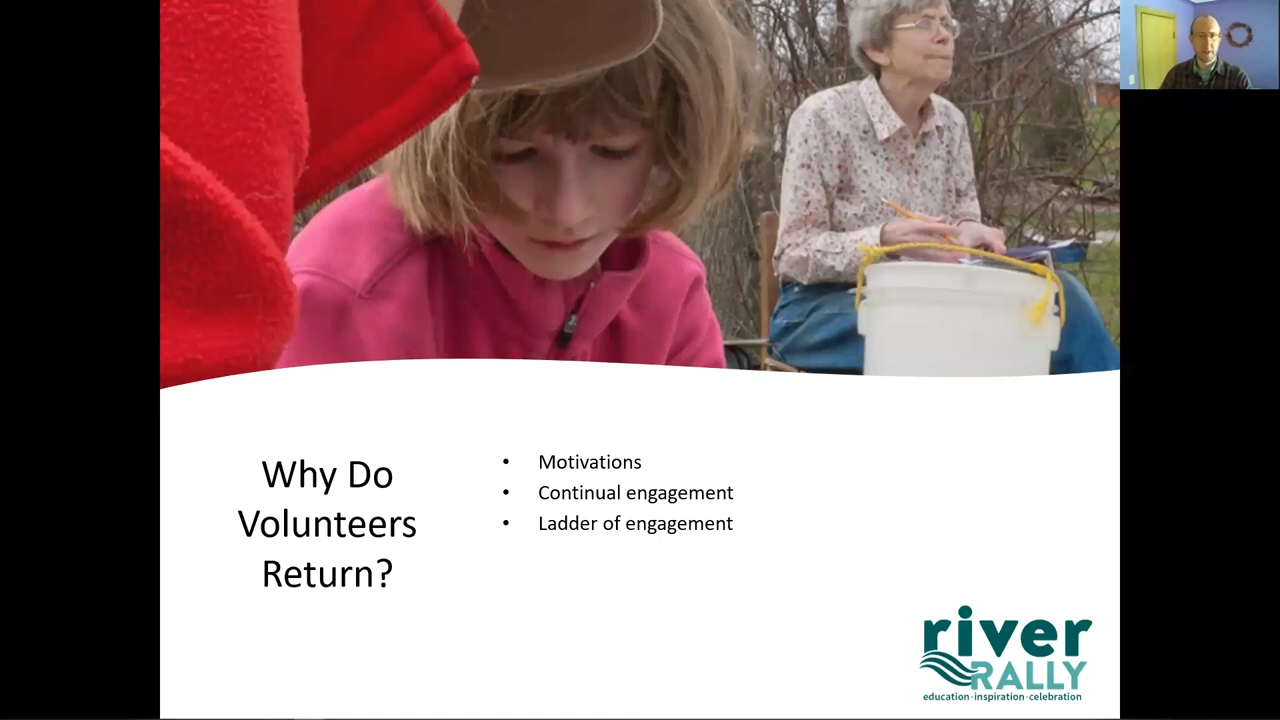 Why Do
Volunteers
Return?
• Motivations
• Continual engagement
• Ladder of engagement
river
RALLY
education·inspiration·celebration